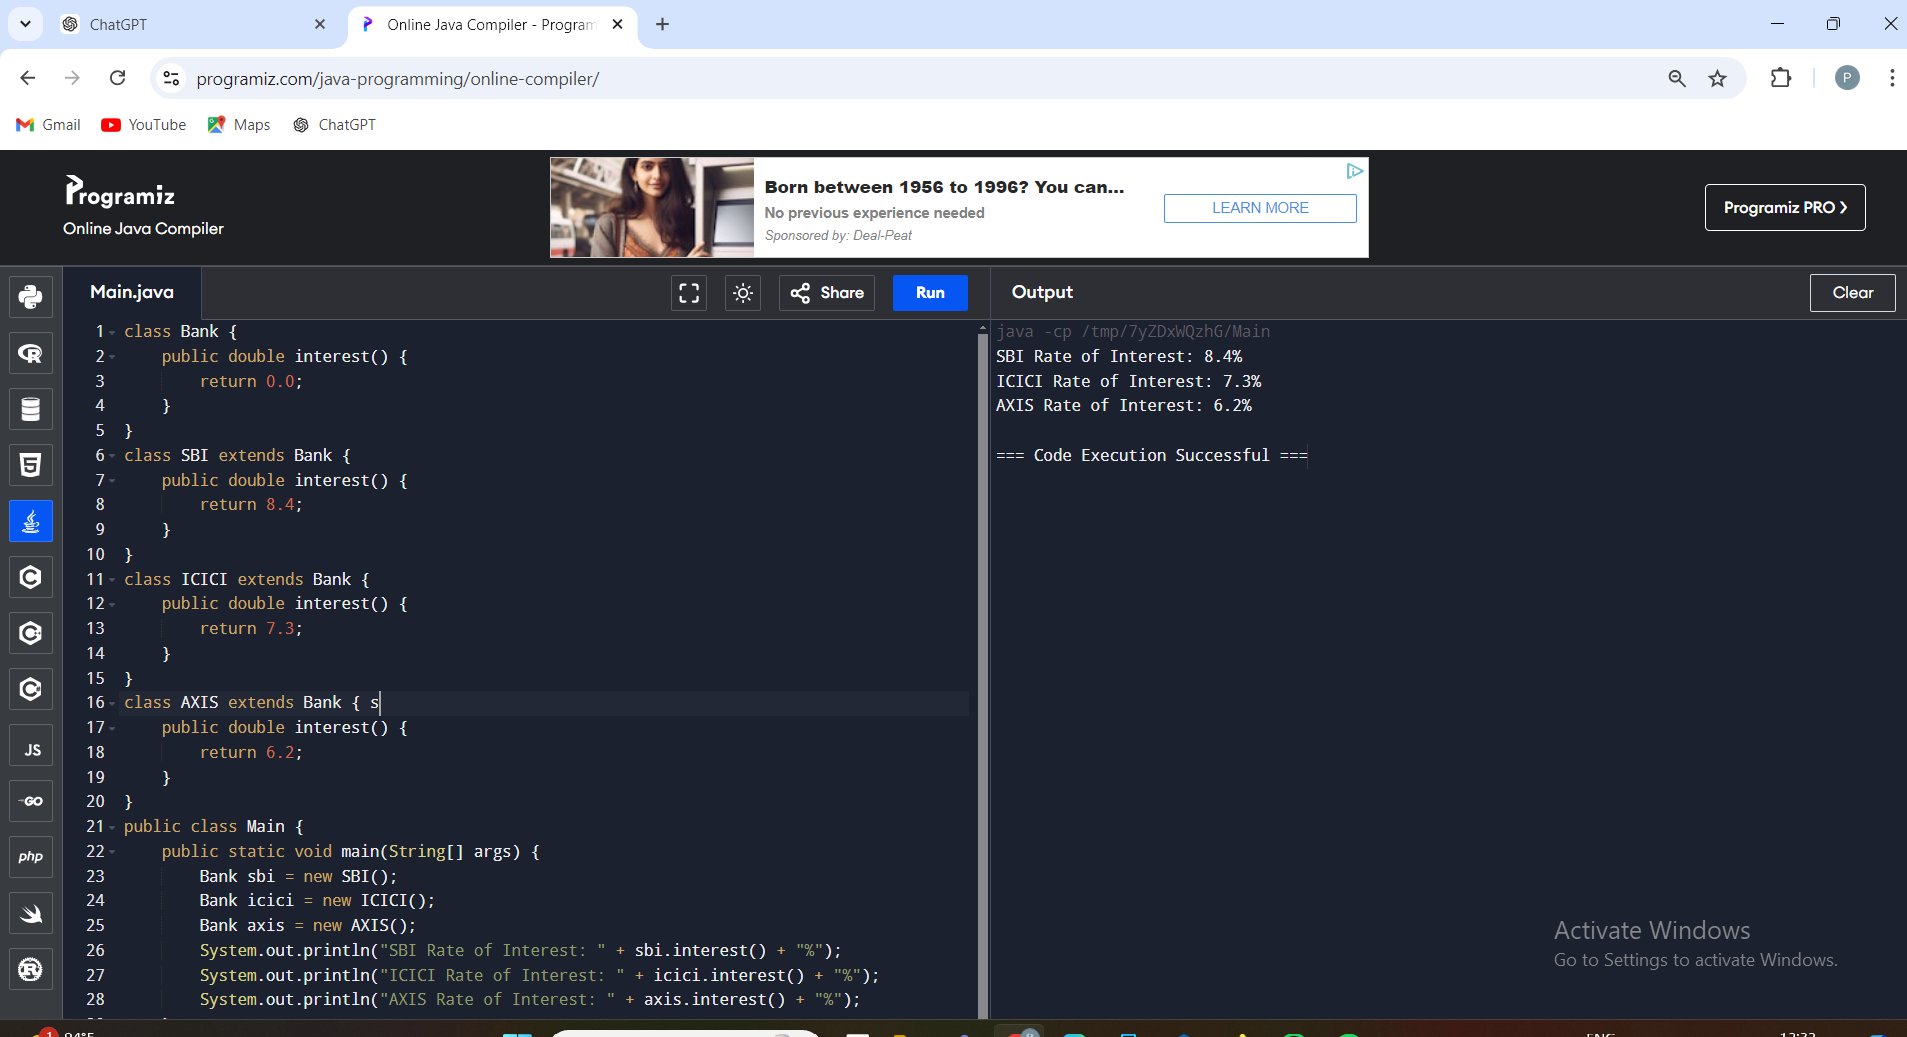 ChatGPT
Online Java Compiler - Program
programiz.com/java-programming/online-compiler/
P
Gmail
YouTube
Maps
ChatGPT
Programiz
Online Java Compiler
Born between 1956 to 1996? You can...
No previous experience needed
Sponsored by: Deal-Peat
LEARN MORE
Programiz PRO
Main.java
Share
Run
Output
Clear
1 class Bank {
2     public double interest() {
3         return 0.0;
4     }
5 }
6 class SBI extends Bank {
7     public double interest() {
8         return 8.4;
9     }
10 }
11 class ICICI extends Bank {
12     public double interest() {
13         return 7.3;
14     }
15 }
16 class AXIS extends Bank { s
17     public double interest() {
18         return 6.2;
19     }
20 }
21 public class Main {
22     public static void main(String[] args) {
23         Bank sbi = new SBI();
24         Bank icici = new ICICI();
25         Bank axis = new AXIS();
26         System.out.println("SBI Rate of Interest: " + sbi.interest() + "%");
27         System.out.println("ICICI Rate of Interest: " + icici.interest() + "%");
28         System.out.println("AXIS Rate of Interest: " + axis.interest() + "%");
java -cp /tmp/7yZDxWQzhG/Main
SBI Rate of Interest: 8.4%
ICICI Rate of Interest: 7.3%
AXIS Rate of Interest: 6.2%
=== Code Execution Successful ===
JS
GO
php
Activate Windows
Go to Settings to activate Windows.
1